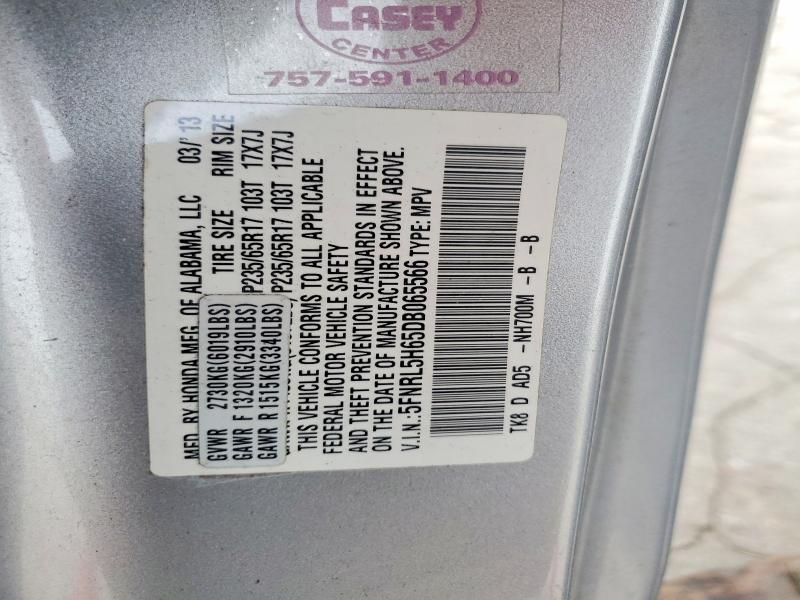 CASEY
CENTER
757-591-1400
MFD. BY HONDA MFG. OF ALABAMA, LLC 03/13
TIRE SIZE RIM SIZE
GVWR 2730KG(6019LBS)
GAWR F 1320KG(2910LBS) P235/65R17 103T 17X7J
GAWR R 1515KG(3340LBS) P235/65R17 103T 17X7J
THIS VEHICLE CONFORMS TO ALL APPLICABLE
FEDERAL MOTOR VEHICLE SAFETY
AND THEFT PREVENTION STANDARDS IN EFFECT
ON THE DATE OF MANUFACTURE SHOWN ABOVE.
V.I.N.:5FNRL5H65DB065566 TYPE: MPV
TK8 D AD5 -NH700M -B -B